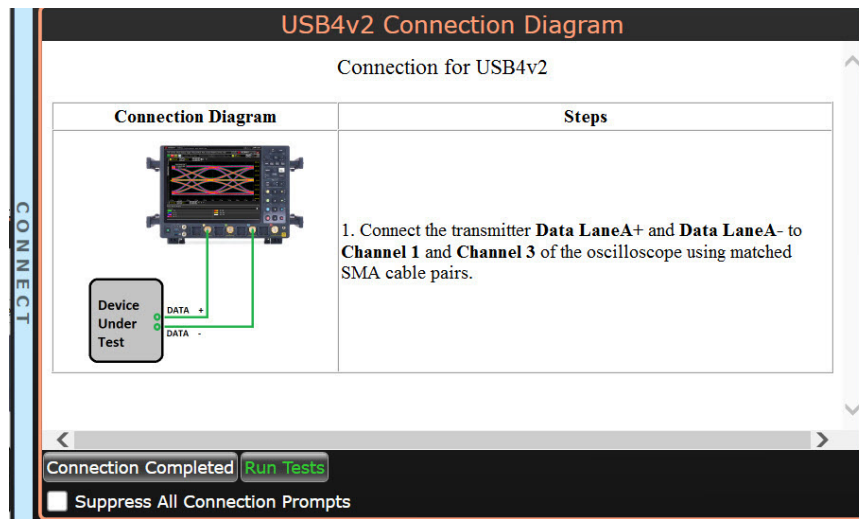 USB4v2 Connection Diagram
Connection for USB4v2
Connection Diagram
Steps
1. Connect the transmitter Data LaneA+ and Data LaneA- to
Channel 1 and Channel 3 of the oscilloscope using matched
SMA cable pairs.
Device
Under
Test
DATA +
DATA -
CONNECT
Connection Completed
Run Tests
Suppress All Connection Prompts